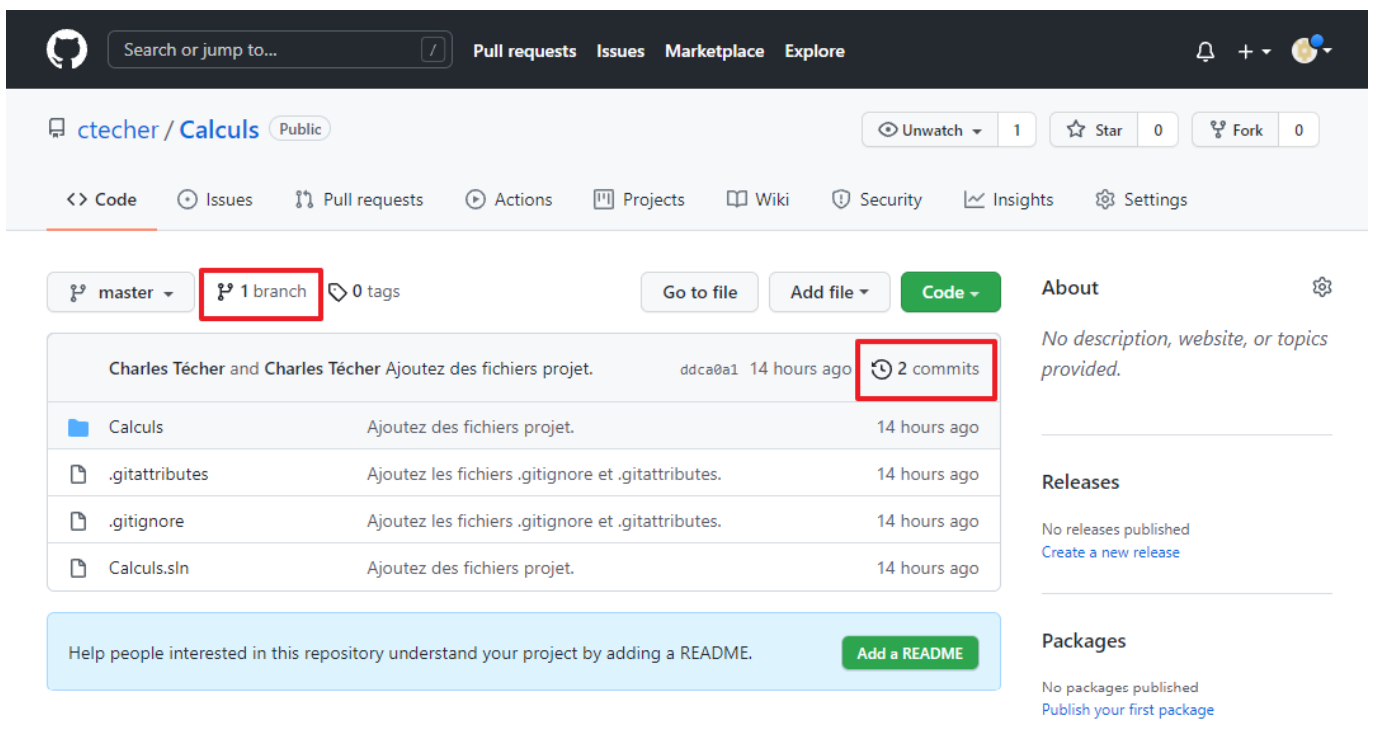 Search or jump to... / Pull requests Issues Marketplace Explore
ctecher / Calculs Public Unwatch 1 Star 0 Fork 0
Code Issues Pull requests Actions Projects Wiki Security Insights Settings
master 1 branch 0 tags Go to file Add file Code
Charles Técher and Charles Técher Ajoutez des fichiers projet. ddca0a1 14 hours ago 2 commits
Calculs Ajoutez des fichiers projet. 14 hours ago
.gitattributes Ajoutez les fichiers .gitignore et .gitattributes. 14 hours ago
.gitignore Ajoutez les fichiers .gitignore et .gitattributes. 14 hours ago
Calculs.sln Ajoutez des fichiers projet. 14 hours ago
Help people interested in this repository understand your project by adding a README. Add a README
About
No description, website, or topics
provided.
Releases
No releases published
Create a new release
Packages
No packages published
Publish your first package